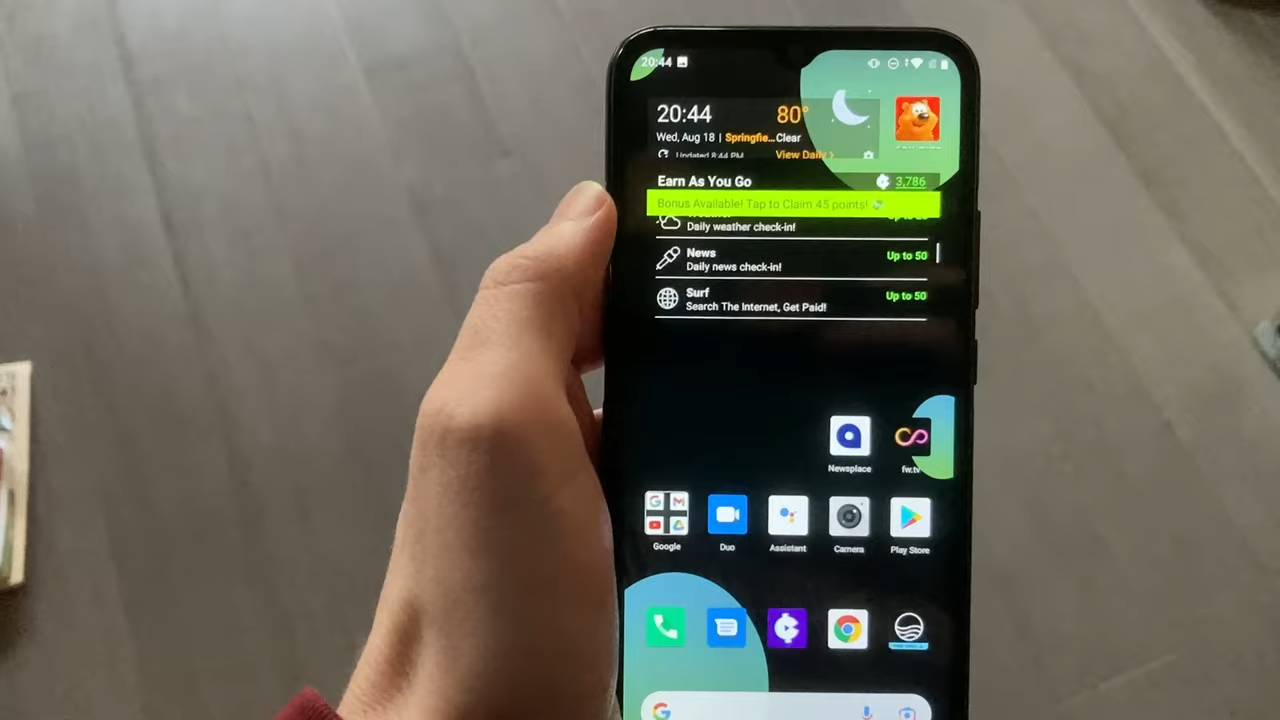 20:44
20:44
80°
Wed, Aug 18 | Springfie... Clear
Updated 8:44 PM
View Daily >
Earn As You Go
3,786
Bonus Available! Tap to Claim 45 points!
Daily weather check-in!
News
Up to 50
Daily news check-in!
Surf
Up to 50
Search The Internet, Get Paid!
Newsplace
fw.tv
Google
Duo
Assistant
Camera
Play Store